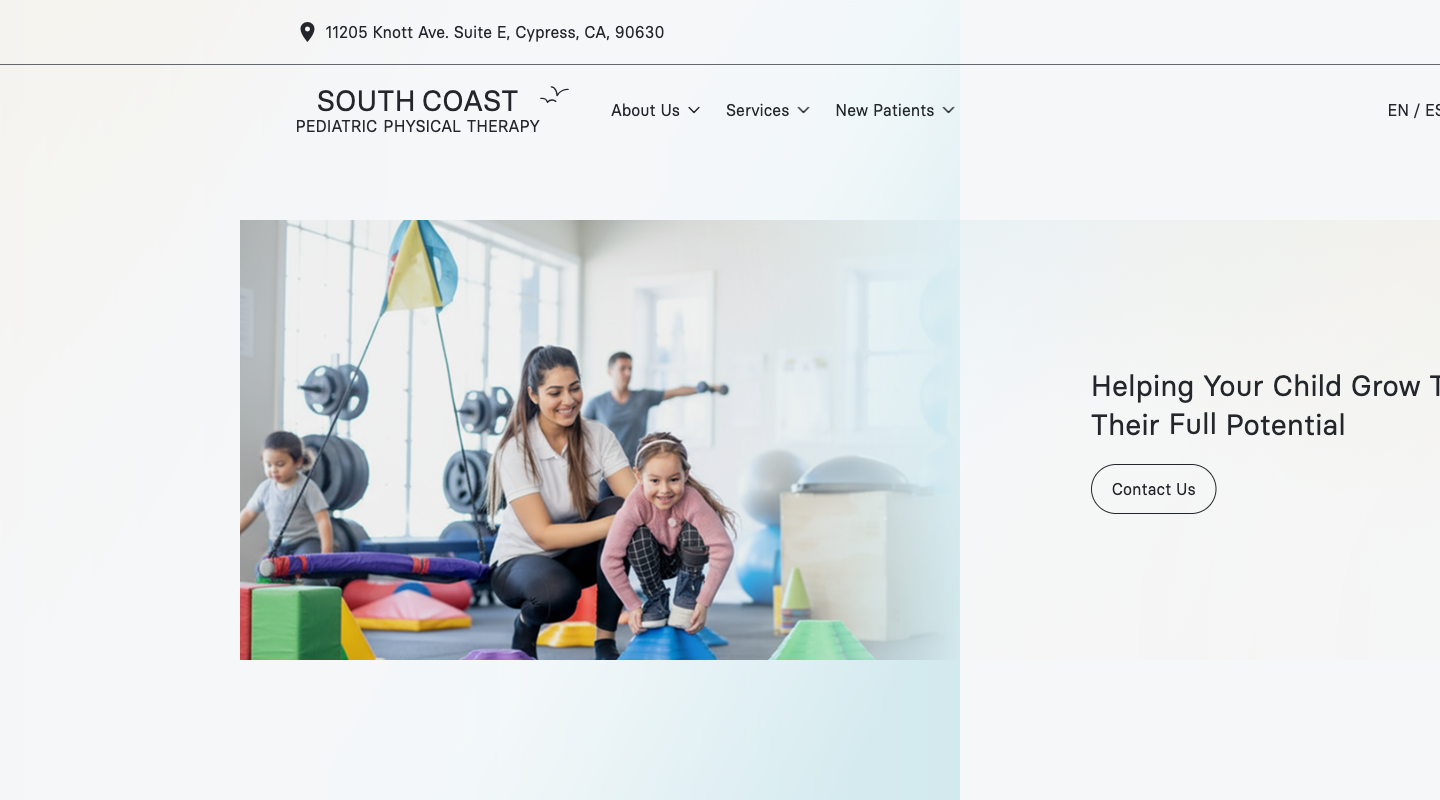 11205 Knott Ave. Suite E, Cypress, CA, 90630
SOUTH COAST
PEDIATRIC PHYSICAL THERAPY
About Us
Services
New Patients
EN / ES
Helping Your Child Grow
Their Full Potential
Contact Us